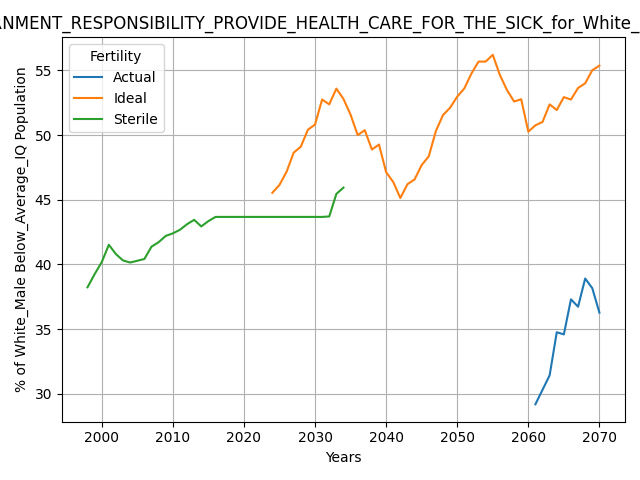 NMENT_RESPONSIBILITY_PROVIDE_HEALTH_CARE_FOR_THE_SICK_for_White_
Fertility
Actual
Ideal
Sterile
% of White_Male Below_Average_IQ Population
55
50
45
40
35
30
2000 2010 2020 2030 2040 2050 2060 2070
Years